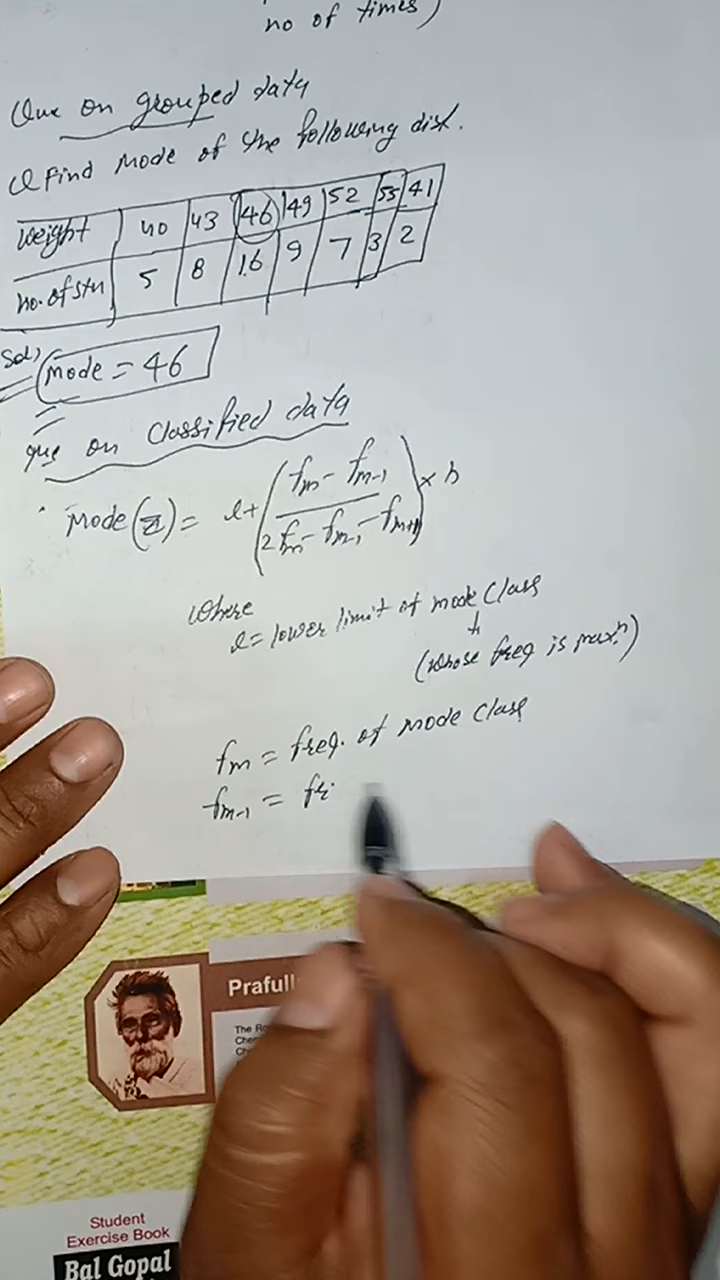 no of times)
Que on grouped data
Q Find Mode of the following dist.
Weight 40 43 46 49 52 55 41
no. of stu 5 8 16 9 7 3 2
Sol)
mode = 46
que on Classified data
Mode (Z) = l + (fm - fm-1 / 2fm - fm-1 - fm+1) × h
where
l = lower limit of mode class
(whose freq is max.m)
fm = freq. of mode class
fm-1 = fr
Prafull
The
Student
Exercise Book
Bal Gopal